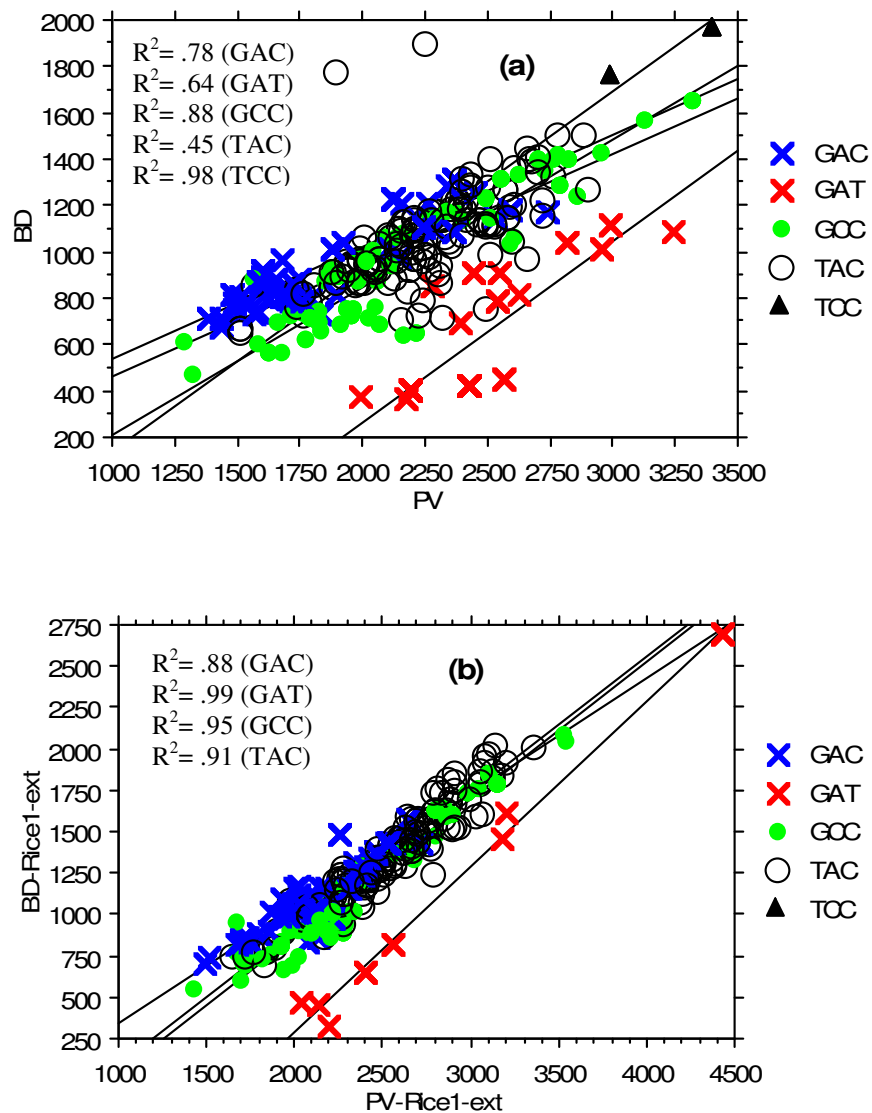 2000
1800
1600
1400
1200
1000
800
600
400
200
BD
R² = .78 (GAC)
R² = .64 (GAT)
R² = .88 (GCC)
R² = .45 (TAC)
R² = .98 (TCC)
(a)
1000 1250 1500 1750 2000 2250 2500 2750 3000 3250 3500
PV
GAC
GAT
GCC
TAC
TCC
2750
2500
2250
2000
1750
1500
1250
1000
750
500
250
BD-Rice1-ext
R² = .88 (GAC)
R² = .99 (GAT)
R² = .95 (GCC)
R² = .91 (TAC)
(b)
1000 1500 2000 2500 3000 3500 4000 4500
PV-Rice1-ext
GAC
GAT
GCC
TAC
TCC